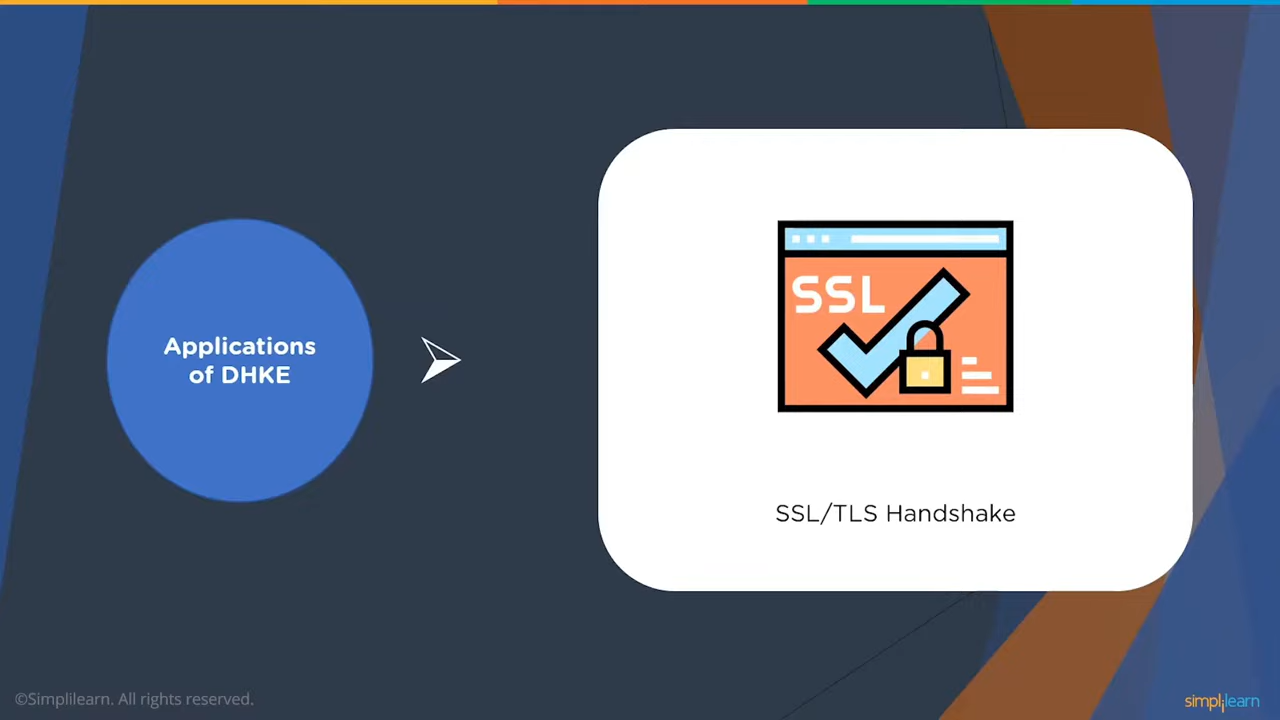 Applications
of DHKE
SSL
SSL/TLS Handshake
©Simplilearn. All rights reserved.
simplilearn